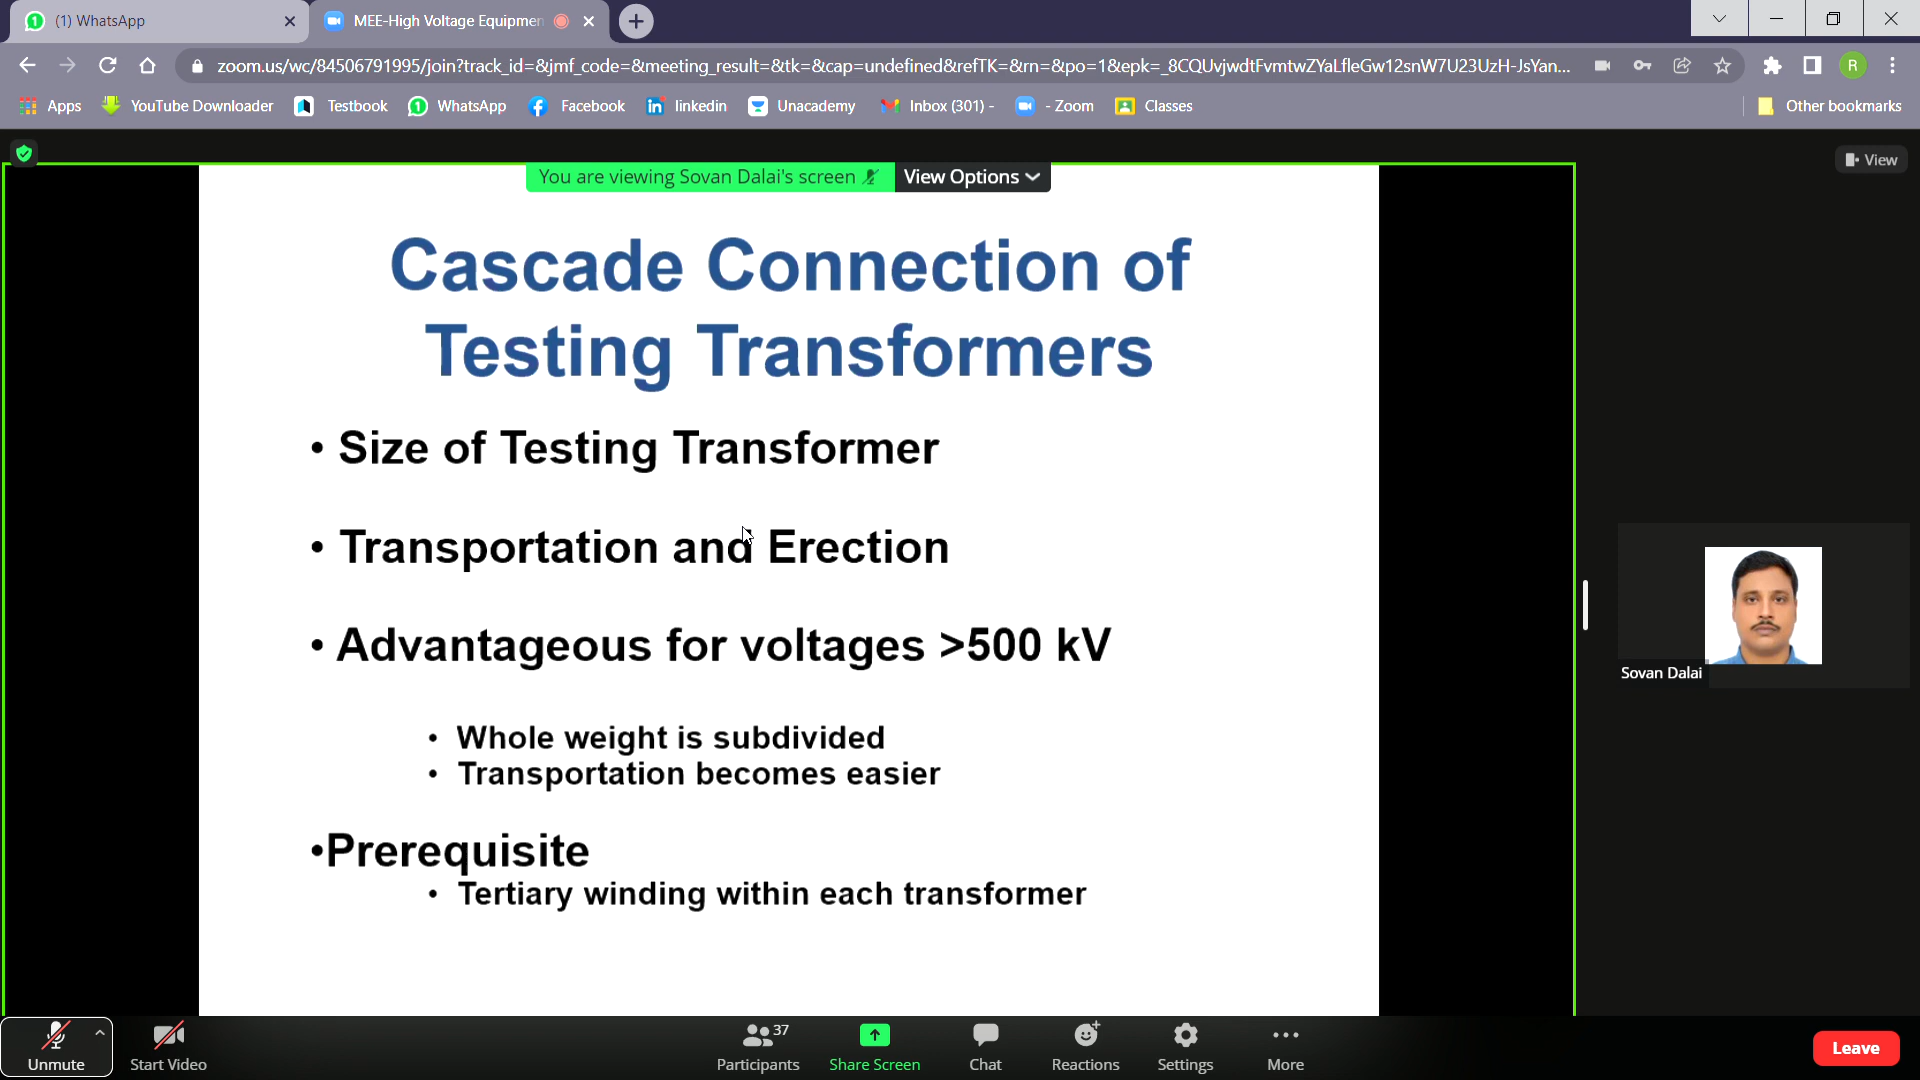 (1) WhatsApp
MEE-High Voltage Equipmen
zoom.us/wc/84506791995/join?track_id=&jmf_code=&meeting_result=&tk=&cap=undefined&refTK=&rn=&po=1&epk=_8CQUvjwdtFvmtwZYaLfleGw12snW7U23UzH-JsYan...
R
Apps YouTube Downloader Testbook WhatsApp Facebook linkedin Unacademy Inbox (301) - - Zoom Classes Other bookmarks
You are viewing Sovan Dalai's screen View Options
View
Cascade Connection of
Testing Transformers
• Size of Testing Transformer
• Transportation and Erection
• Advantageous for voltages >500 kV
• Whole weight is subdivided
• Transportation becomes easier
•Prerequisite
• Tertiary winding within each transformer
Sovan Dalai
37
Unmute Start Video Participants Share Screen Chat Reactions Settings More Leave